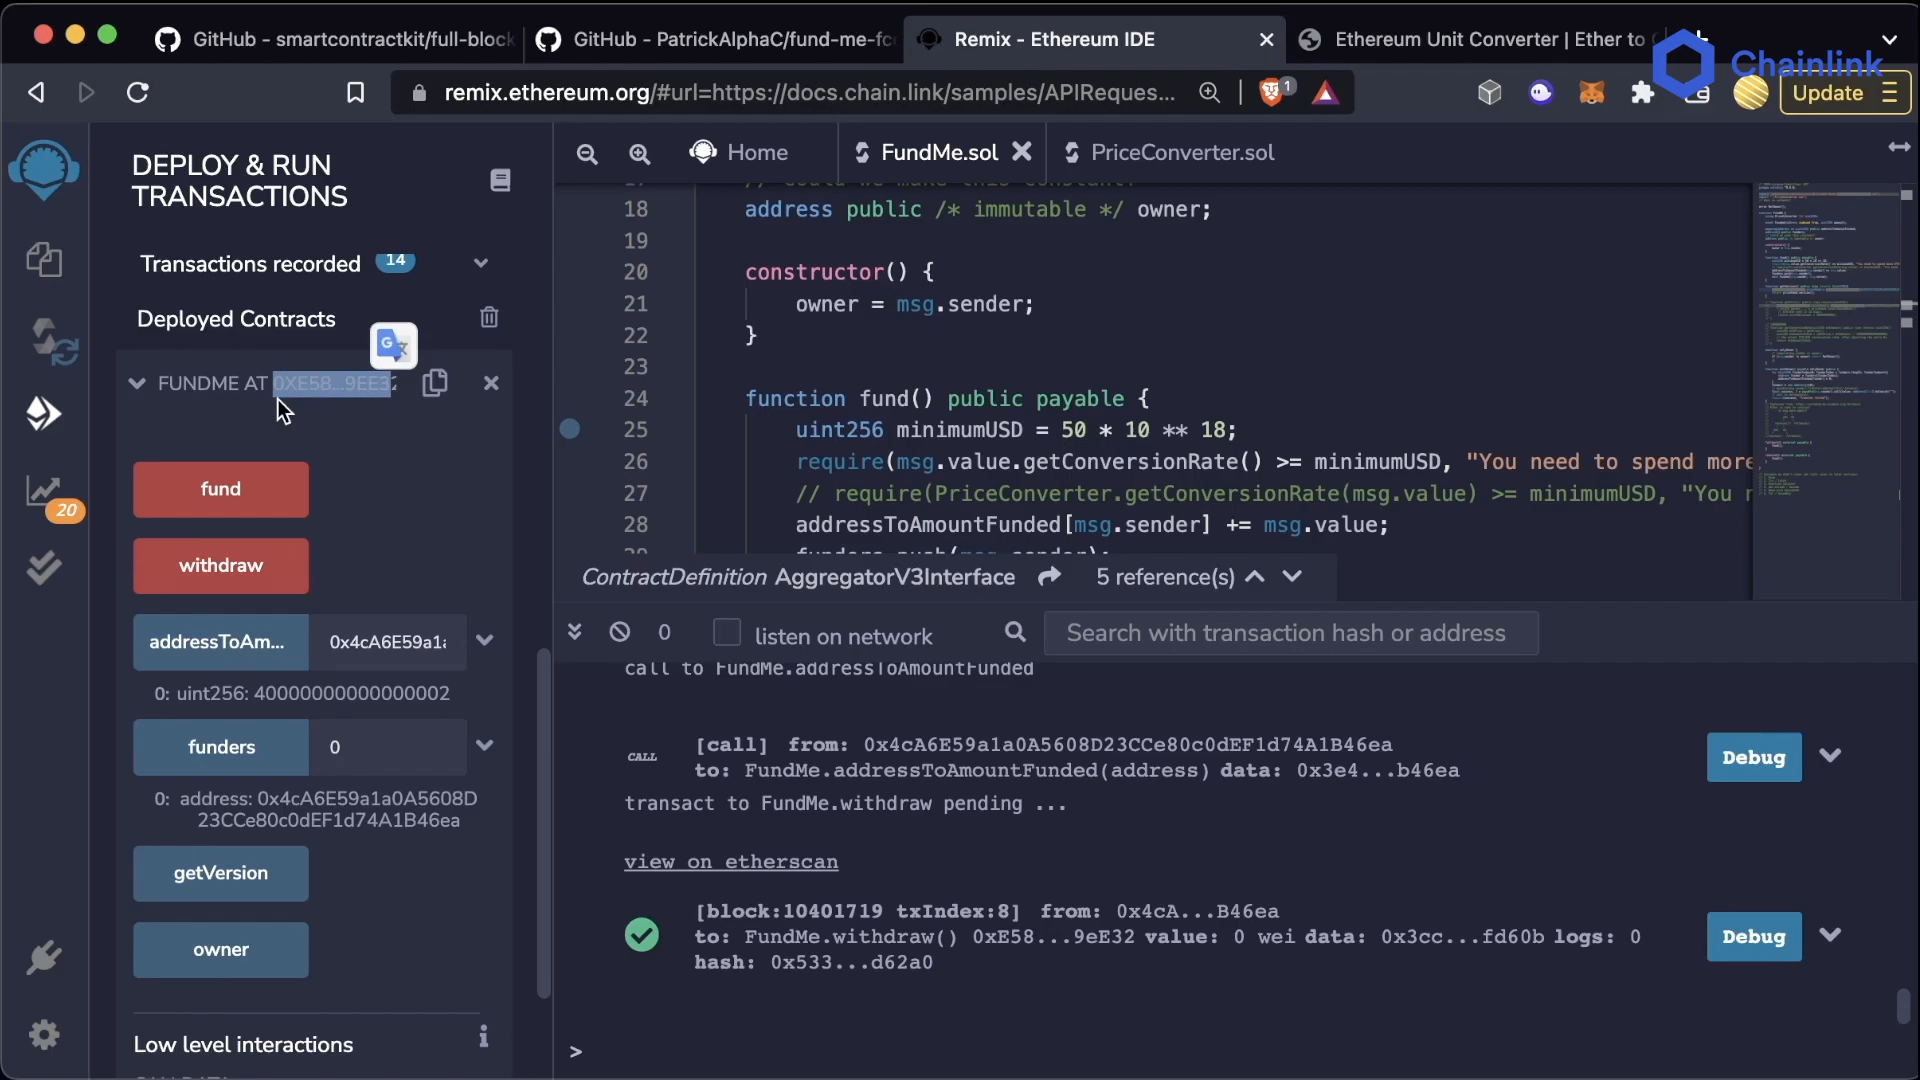 GitHub - smartcontractkit/full-block
GitHub - PatrickAlphaC/fund-me-fc
Remix - Ethereum IDE
Ethereum Unit Converter | Ether to
Chainlink
remix.ethereum.org/#url=https://docs.chain.link/samples/APIReques...
1
Update
DEPLOY & RUN
TRANSACTIONS
Transactions recorded 14
Deployed Contracts
FUNDME AT 0XE58...9EE32
fund
withdraw
addressToAm... 0x4cA6E59a1a
0: uint256: 40000000000000002
funders 0
0: address: 0x4cA6E59a1a0A5608D
23CCe80c0dEF1d74A1B46ea
getVersion
owner
Low level interactions
20
Home
FundMe.sol
PriceConverter.sol
18 address public /* immutable */ owner;
19
20 constructor() {
21 owner = msg.sender;
22 }
23
24 function fund() public payable {
25 uint256 minimumUSD = 50 * 10 ** 18;
26 require(msg.value.getConversionRate() >= minimumUSD, "You need to spend more
27 // require(PriceConverter.getConversionRate(msg.value) >= minimumUSD, "You
28 addressToAmountFunded[msg.sender] += msg.value;
ContractDefinition AggregatorV3Interface 5 reference(s)
0 listen on network Search with transaction hash or address
call to FundMe.addressToAmountFunded
CALL [call] from: 0x4cA6E59a1a0A5608D23CCe80c0dEF1d74A1B46ea
to: FundMe.addressToAmountFunded(address) data: 0x3e4...b46ea
Debug
transact to FundMe.withdraw pending ...
view on etherscan
[block:10401719 txIndex:8] from: 0x4cA...B46ea
to: FundMe.withdraw() 0xE58...9eE32 value: 0 wei data: 0x3cc...fd60b logs: 0
hash: 0x533...d62a0
Debug
>